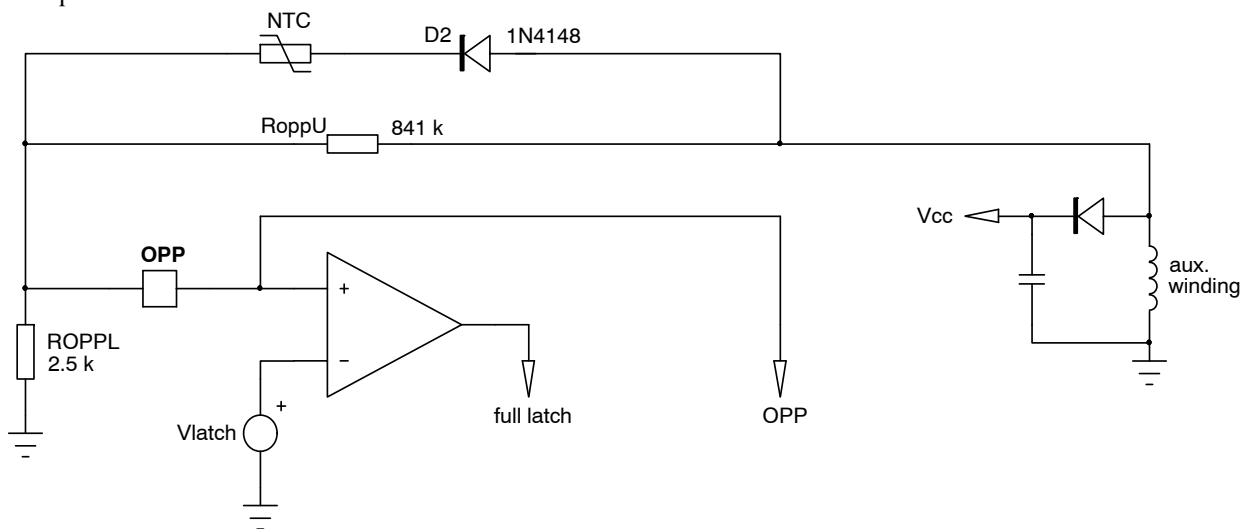 NTC
D2 1N4148
RoppU 841 k
Vcc
OPP
aux.
winding
+
ROPPL
2.5 k
−
+
full latch
OPP
Vlatch